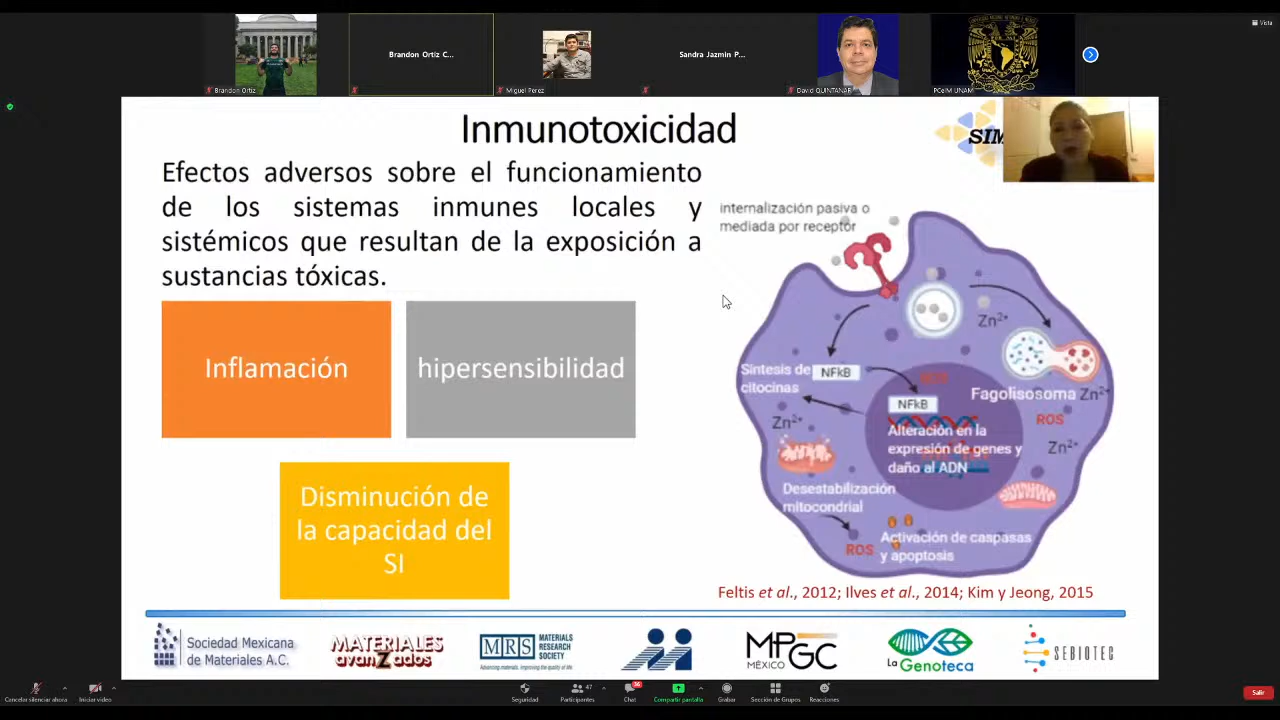 Vista
Brandon Ortiz C...
Sandra Jazmin P...
Brandon Ortiz
Miguel Perez
David QUINTANAR
PCeIM UNAM
Inmunotoxicidad
SIM
Efectos adversos sobre el funcionamiento
de los sistemas inmunes locales y
sistémicos que resultan de la exposición a
sustancias tóxicas.
Inflamación
hipersensibilidad
Disminución de
la capacidad del
SI
internalización pasiva o
mediada por receptor
Zn²⁺
Síntesis de
citocinas
NFkB
ROS
NFkB
Fagolisosoma Zn²⁺
ROS
Zn²⁺
Zn²⁺
Alteración en la
expresión de genes y
daño al ADN
Desestabilización
mitocondrial
ROS
Activación de caspasas
y apoptosis
Feltis et al., 2012; Ilves et al., 2014; Kim y Jeong, 2015
Sociedad Mexicana
de Materiales A.C.
MATERIALES
avanZados
MRS
MATERIALS
RESEARCH
SOCIETY
Advancing materials. Improving the quality of life.
MPGC
MÉXICO
La Genoteca
SEBIOTEC
Cancelar silenciar ahora
Iniciar video
Seguridad
47
Participantes
36
Chat
Compartir pantalla
Grabar
Sección de Grupos
Reacciones
Salir